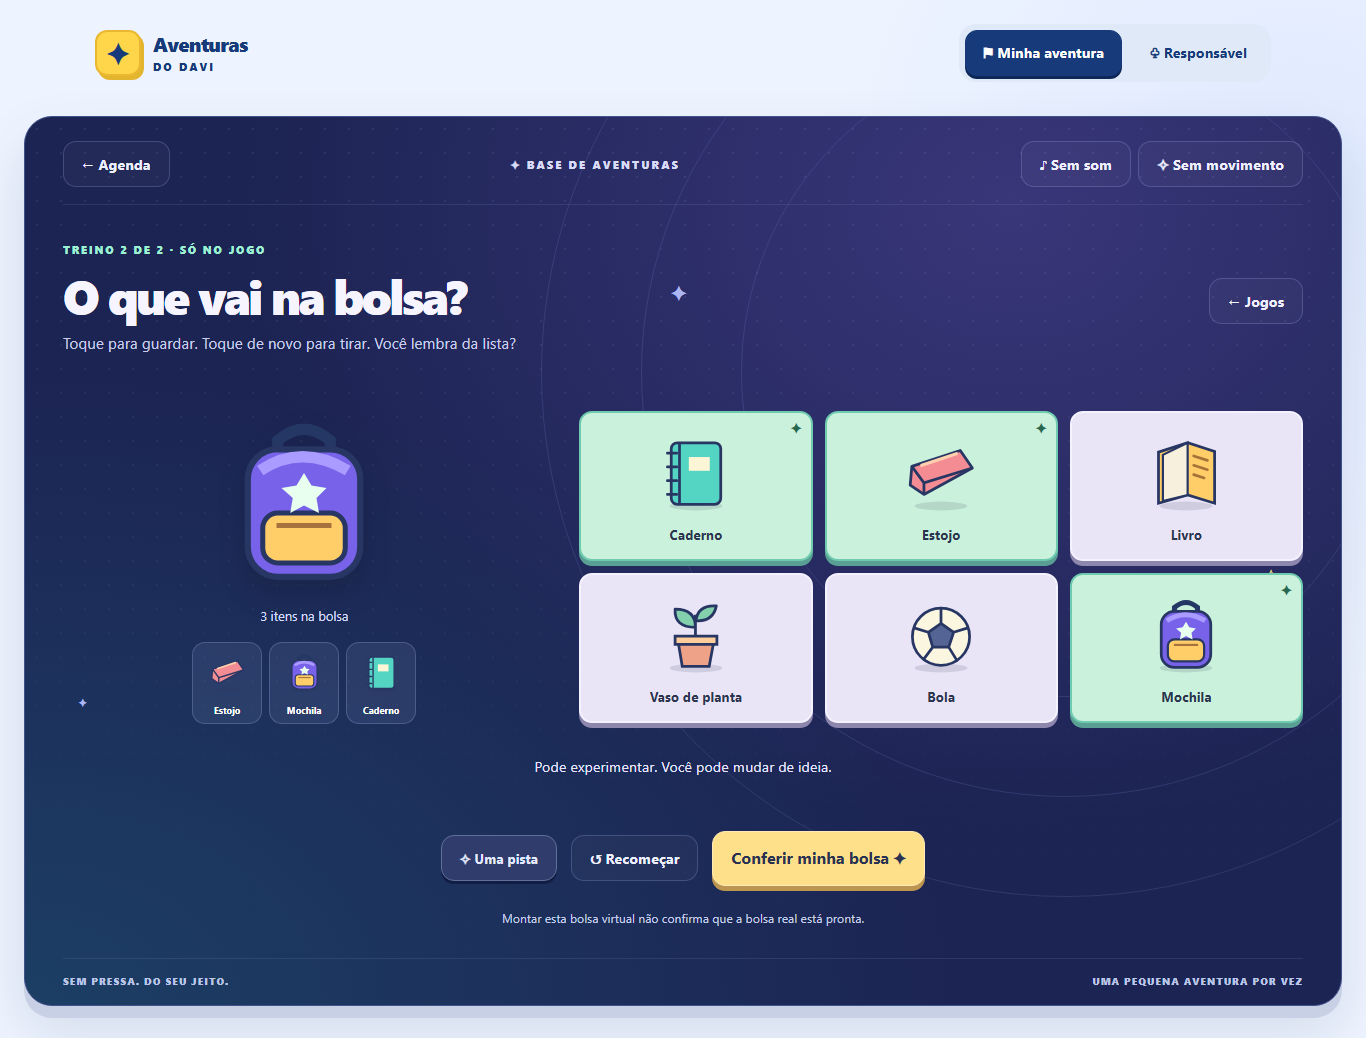 Aventuras
DO DAVI
Minha aventura
Responsável
← Agenda
BASE DE AVENTURAS
♪ Sem som
Sem movimento
TREINO 2 DE 2 · SÓ NO JOGO
O que vai na bolsa?
← Jogos
Toque para guardar. Toque de novo para tirar. Você lembra da lista?
Caderno
Estojo
Livro
3 itens na bolsa
Estojo
Mochila
Caderno
Vaso de planta
Bola
Mochila
Pode experimentar. Você pode mudar de ideia.
Uma pista
↺ Recomeçar
Conferir minha bolsa ✦
Montar esta bolsa virtual não confirma que a bolsa real está pronta.
SEM PRESSA. DO SEU JEITO.
UMA PEQUENA AVENTURA POR VEZ